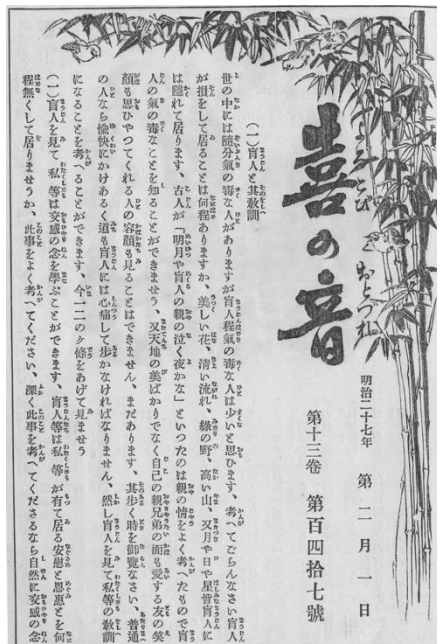 喜の音
よろこび おとづれ
明治二十七年 第二月一日
第十三卷 第百四拾七號
(一) 盲人と其教訓
世の中には隨分氣の毒な人がありますが盲人程氣の毒な人は少いと思ひます、考へてごらんなさい盲人
が損をして居ることは何程ありますか、美しい花、清い流れ、綠の野、高い山、又月や日や星皆盲人に
は隱れて居ります、古人が「明月や盲人の親の泣く夜かな」といつたのは親の情をよく考へたもので盲
人の氣の毒なことを知ることができませう 又天地の美ばかりでなく自己の親兄弟の面も愛する友の笑
顏も思ひやつてくれる人の容顏も見ることはできません、まだあります、其步く時を御覽なさい、普通
の人なら愉快にかけあるく道も盲人には心痛して步かなければなりません、然し盲人を見て私等の敎訓
になることを考へることができます、今一二の夕條をあげて見ませう
(一)盲人を見て私等は交感の念を學ぶことができます、盲人等は私等が有て居る安慰と恩惠とを何
程無くして居りませうか、此事をよく考へてください、深く此事を考へてくださるなら自然に交感の念